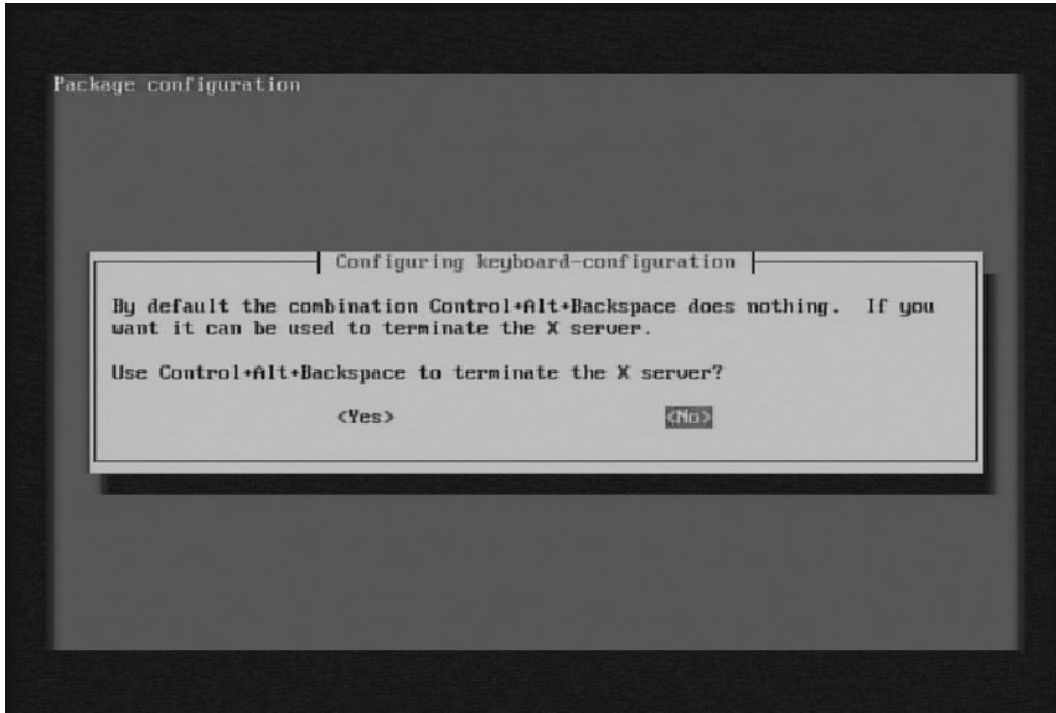 Package configuration
Configuring keyboard-configuration
By default the combination Control+Alt+Backspace does nothing.  If you
want it can be used to terminate the X server.
Use Control+Alt+Backspace to terminate the X server?
<Yes> <No>